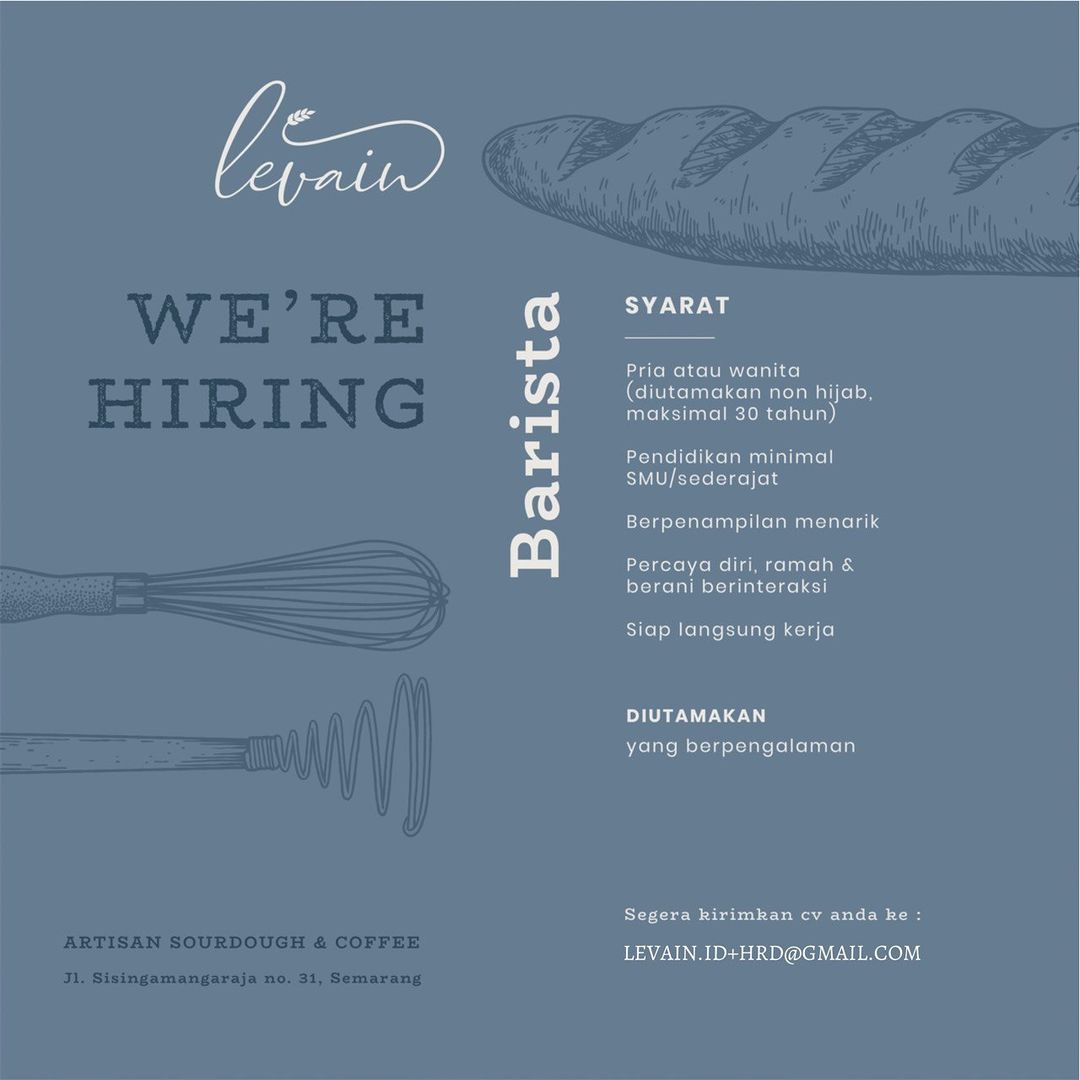 levain
WE'RE
HIRING
Barista
SYARAT
Pria atau wanita
(diutamakan non hijab,
maksimal 30 tahun)
Pendidikan minimal
SMU/sederajat
Berpenampilan menarik
Percaya diri, ramah &
berani berinteraksi
Siap langsung kerja
DIUTAMAKAN
yang berpengalaman
Segera kirimkan cv anda ke :
LEVAIN.ID+HRD@GMAIL.COM
ARTISAN SOURDOUGH & COFFEE
Jl. Sisingamangaraja no. 31, Semarang